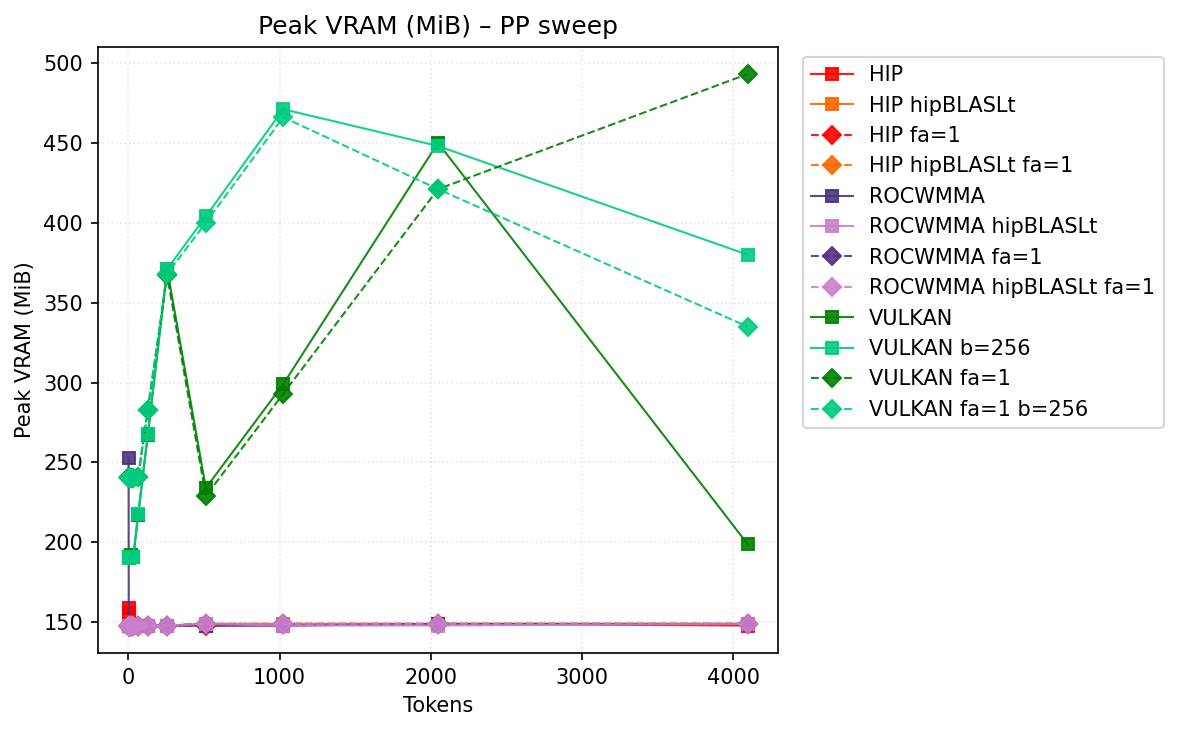 Peak VRAM (MiB) – PP sweep
Peak VRAM (MiB)
500
450
400
350
300
250
200
150
0
1000
2000
3000
4000
Tokens
HIP
HIP hipBLASLt
HIP fa=1
HIP hipBLASLt fa=1
ROCWMMA
ROCWMMA hipBLASLt
ROCWMMA fa=1
ROCWMMA hipBLASLt fa=1
VULKAN
VULKAN b=256
VULKAN fa=1
VULKAN fa=1 b=256